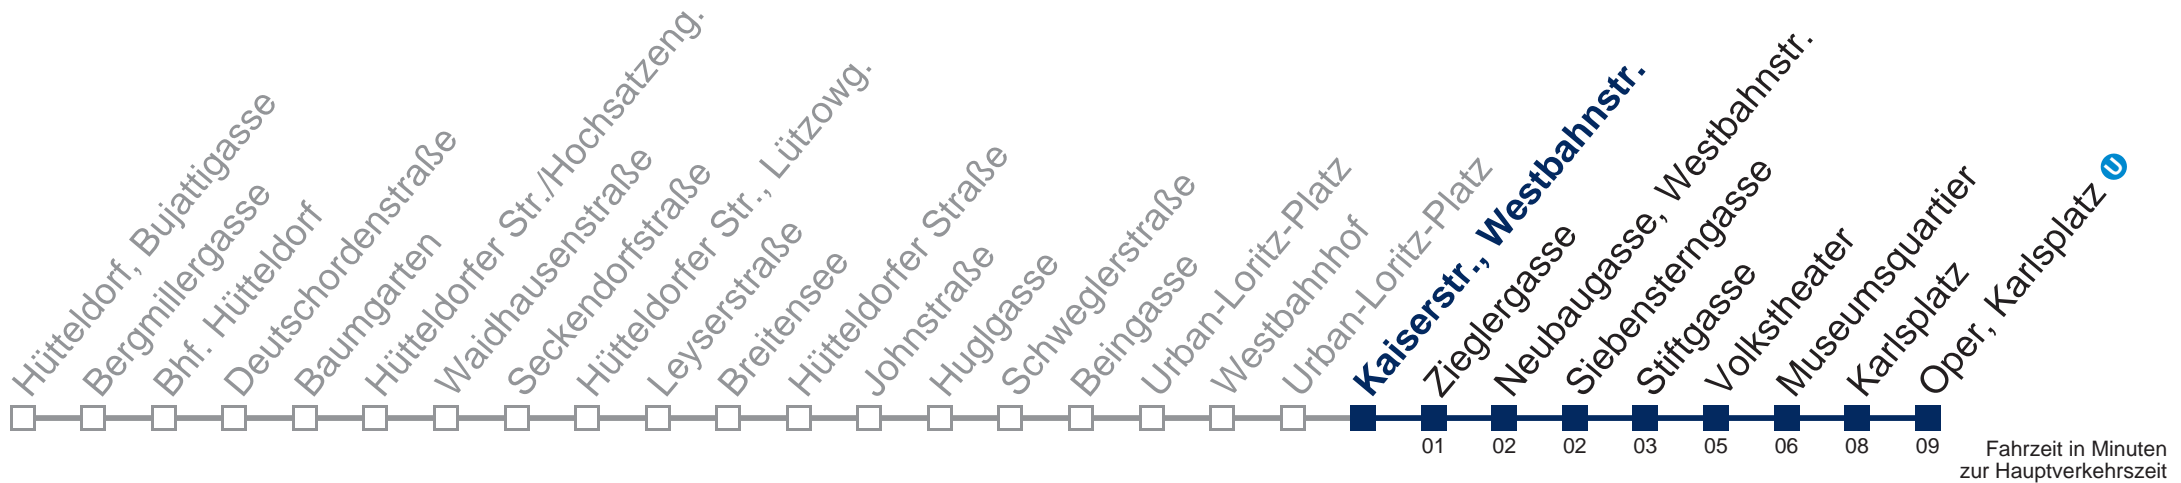 Hütteldorf, Bujattigasse
Bergmillergasse
Bhf. Hütteldorf
Deutschordenstraße
Baumgarten
Hütteldorfer Str./Hochsatzeng.
Waidhausenstraße
Seckendorfstraße
Hütteldorfer Str., Lützowg.
Leyserstraße
Breitensee
Hütteldorfer Straße
Johnstraße
Huglgasse
Schweglerstraße
Beingasse
Urban-Loritz-Platz
Westbahnhof
Urban-Loritz-Platz
Kaiserstr., Westbahnstr.
Zieglergasse
Neubaugasse, Westbahnstr.
Siebensterngasse
Stiftgasse
Volkstheater
Museumsquartier
Karlsplatz
Oper, Karlsplatz U
01 02 02 03 05 06 08 09
Fahrzeit in Minuten
zur Hauptverkehrszeit